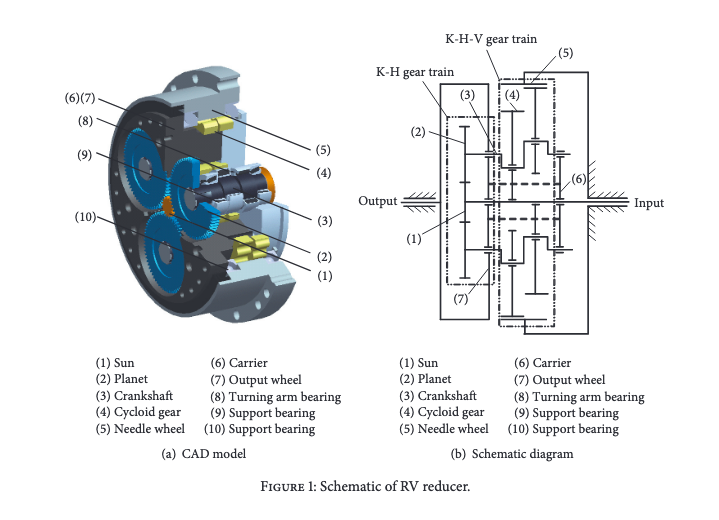 K-H-V gear train
(5)
K-H gear train
(6)(7)
(3)
(4)
(8)
(2)
(9)
(5)
(4)
(6)
Output
Input
(10)
(3)
(1)
(2)
(1)
(7)
(1) Sun
(6) Carrier
(2) Planet
(7) Output wheel
(3) Crankshaft
(8) Turning arm bearing
(4) Cycloid gear
(9) Support bearing
(5) Needle wheel
(10) Support bearing
(a) CAD model
(1) Sun
(6) Carrier
(2) Planet
(7) Output wheel
(3) Crankshaft
(8) Turning arm bearing
(4) Cycloid gear
(9) Support bearing
(5) Needle wheel
(10) Support bearing
(b) Schematic diagram
Figure 1: Schematic of RV reducer.